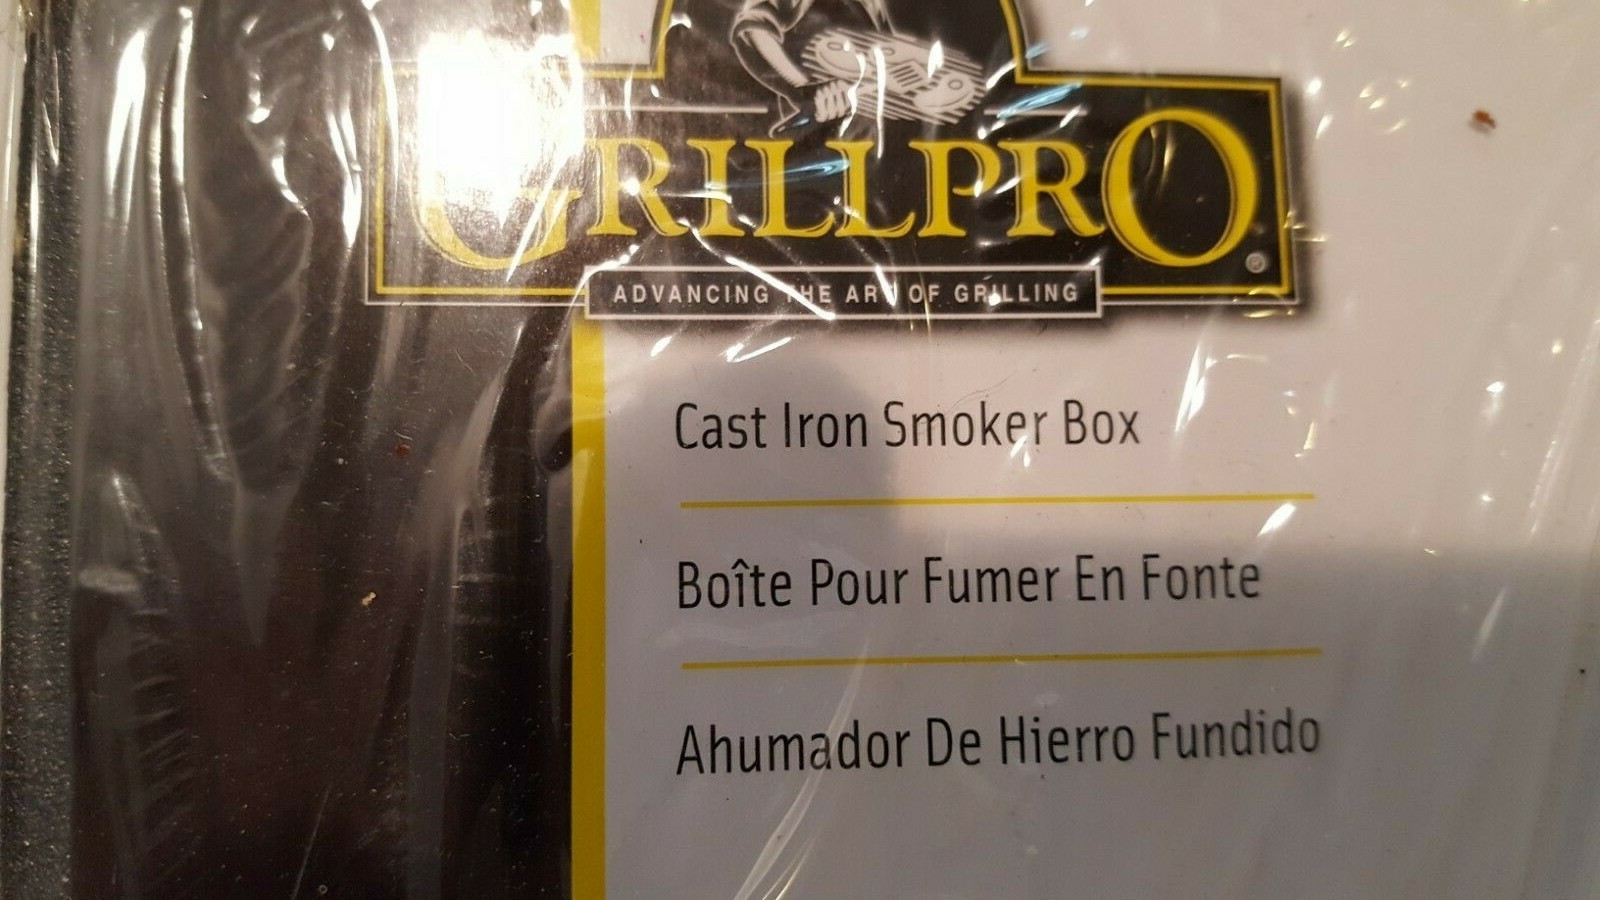 GRILLPRO®
ADVANCING THE ART OF GRILLING
Cast Iron Smoker Box
Boîte Pour Fumer En Fonte
Ahumador De Hierro Fundido